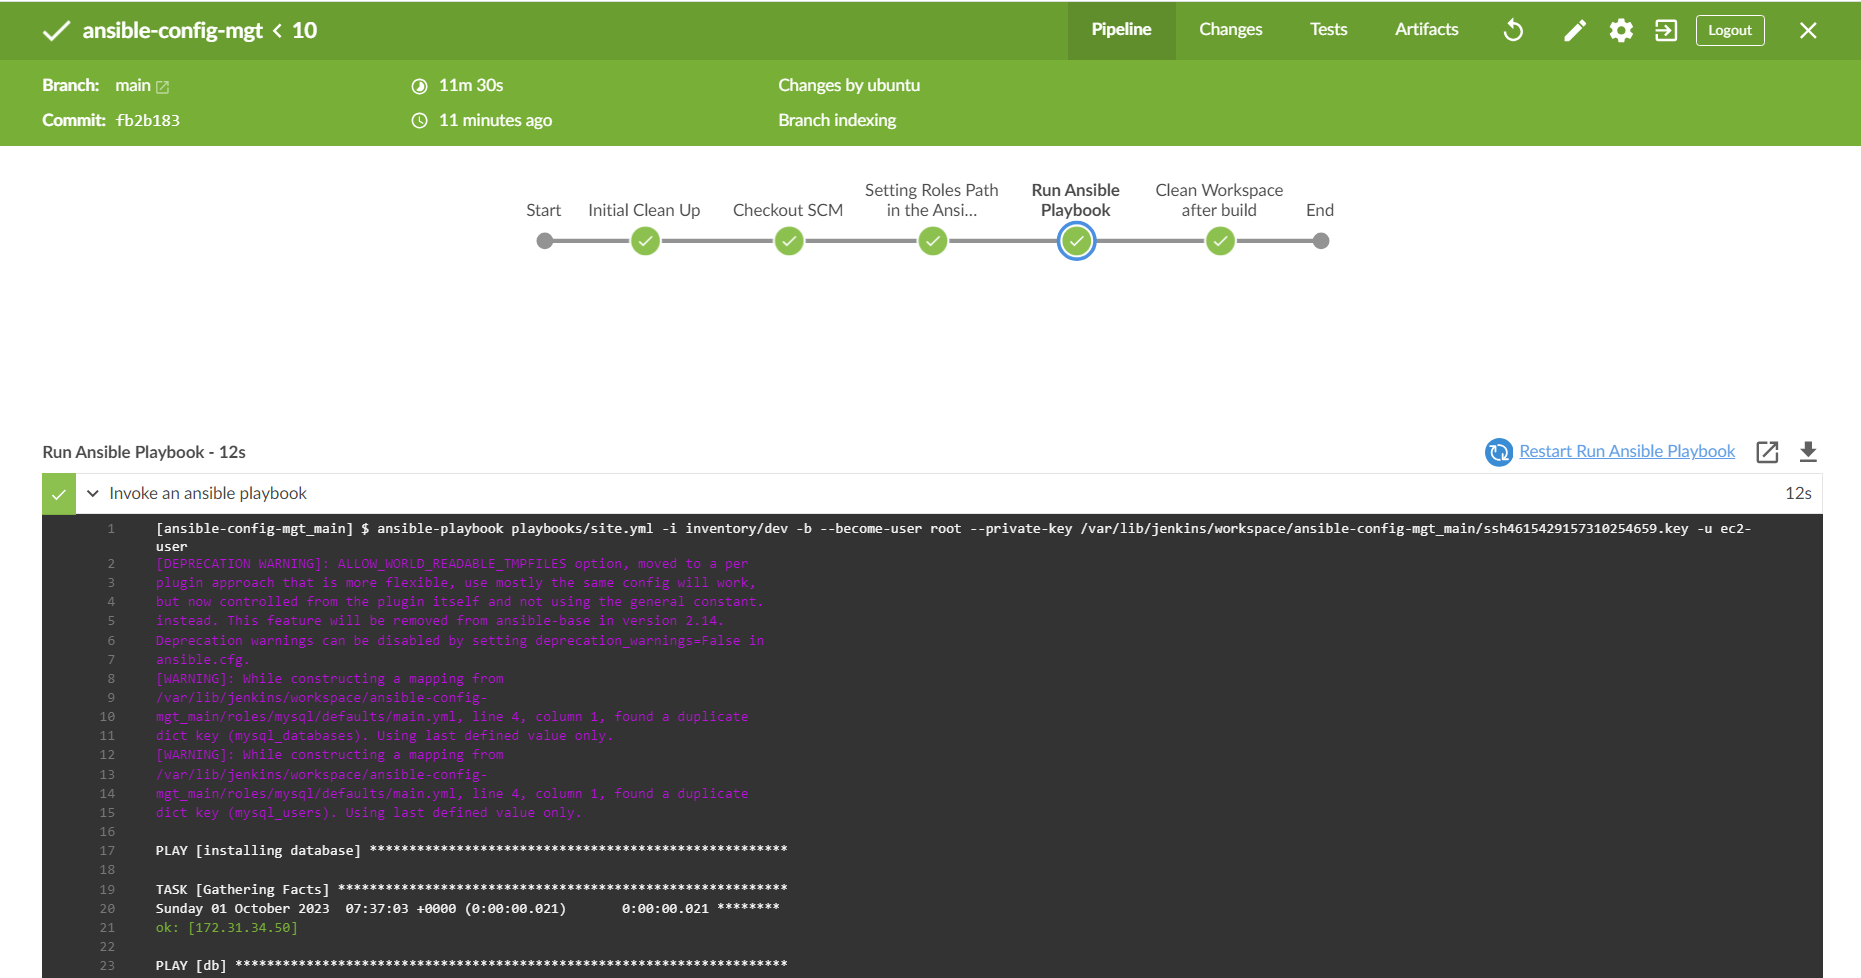 ansible-config-mgt < 10
Pipeline
Changes
Tests
Artifacts
Logout
Branch: main
11m 30s
Changes by ubuntu
Commit: fb2b183
11 minutes ago
Branch indexing
Start
Initial Clean Up
Checkout SCM
Setting Roles Path
in the Ansi...
Run Ansible
Playbook
Clean Workspace
after build
End
Run Ansible Playbook - 12s
Restart Run Ansible Playbook
Invoke an ansible playbook
12s
1 [ansible-config-mgt_main] $ ansible-playbook playbooks/site.yml -i inventory/dev -b --become-user root --private-key /var/lib/jenkins/workspace/ansible-config-mgt_main/ssh4615429157310254659.key -u ec2-
user
2 [DEPRECATION WARNING]: ALLOW_WORLD_READABLE_TMPFILES option, moved to a per
3 plugin approach that is more flexible, use mostly the same config will work,
4 but now controlled from the plugin itself and not using the general constant.
5 instead. This feature will be removed from ansible-base in version 2.14.
6 Deprecation warnings can be disabled by setting deprecation_warnings=False in
7 ansible.cfg.
8 [WARNING]: While constructing a mapping from
9 /var/lib/jenkins/workspace/ansible-config-
10 mgt_main/roles/mysql/defaults/main.yml, line 4, column 1, found a duplicate
11 dict key (mysql_databases). Using last defined value only.
12 [WARNING]: While constructing a mapping from
13 /var/lib/jenkins/workspace/ansible-config-
14 mgt_main/roles/mysql/defaults/main.yml, line 4, column 1, found a duplicate
15 dict key (mysql_users). Using last defined value only.
16
17 PLAY [installing database] *****************************************************
18
19 TASK [Gathering Facts] *********************************************************
20 Sunday 01 October 2023  07:37:03 +0000 (0:00:00.021)       0:00:00.021 ********
21 ok: [172.31.34.50]
22
23 PLAY [db] **********************************************************************